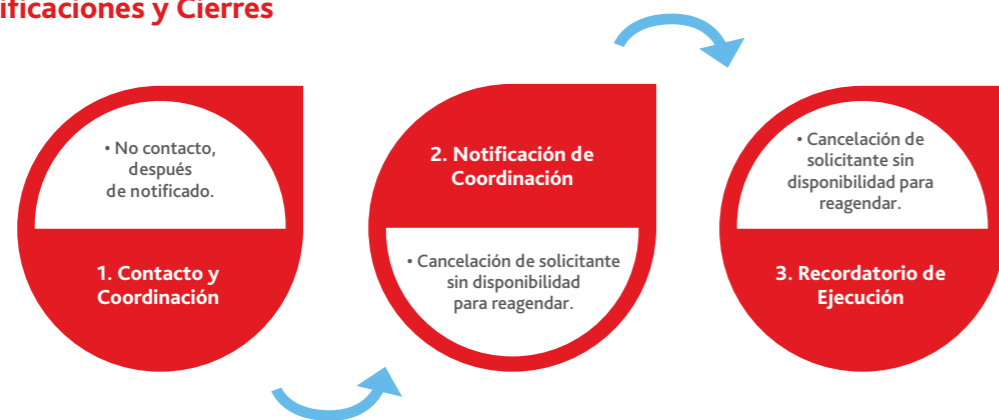 ificaciones y Cierres
• No contacto,
después
de notificado.
1. Contacto y
Coordinación
2. Notificación de
Coordinación
• Cancelación de solicitante
sin disponibilidad
para reagendar.
• Cancelación de
solicitante sin
disponibilidad para
reagendar.
3. Recordatorio de
Ejecución